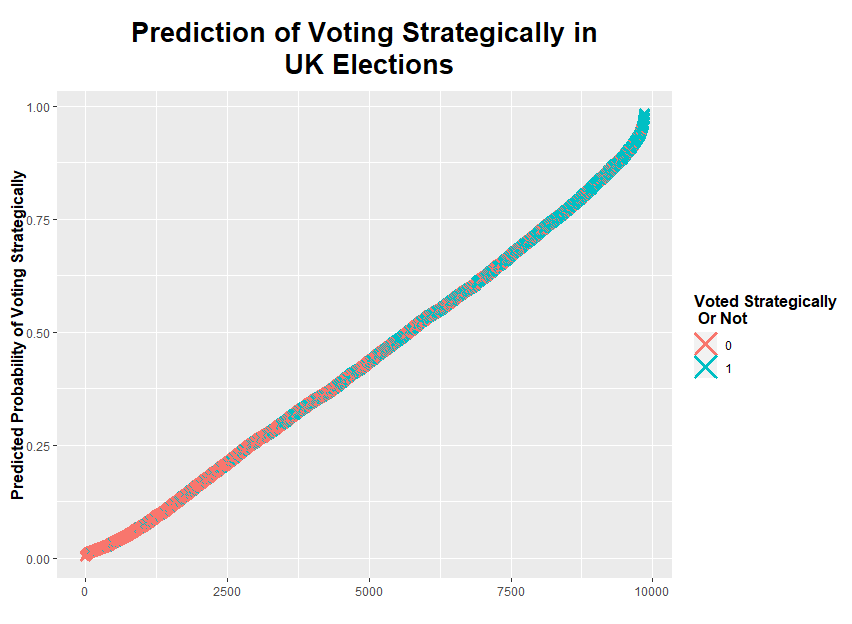 Prediction of Voting Strategically in
UK Elections
Predicted Probability of Voting Strategically
1.00
0.75
0.50
0.25
0.00
0
2500
5000
7500
10000
Voted Strategically
Or Not
0
1